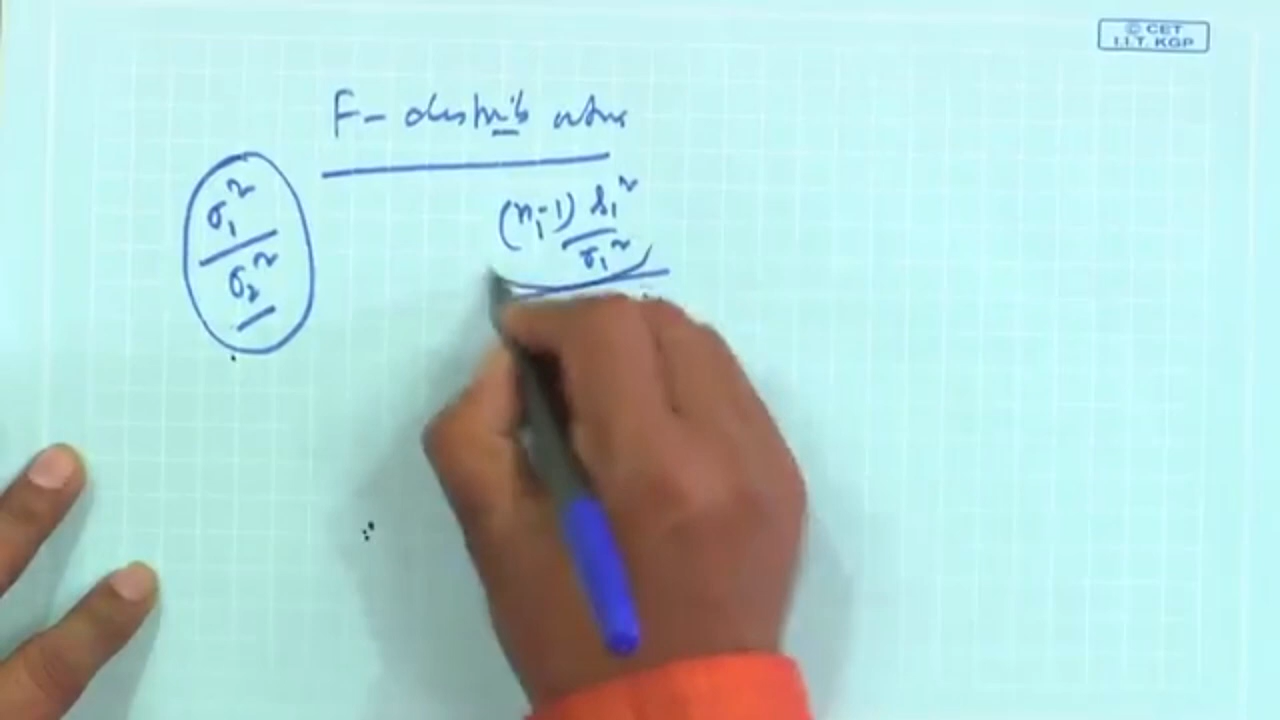 © CET
I.I.T. KGP
F- distribution
σ₁²
σ₂²
(n₁-1) s₁²
σ₁²